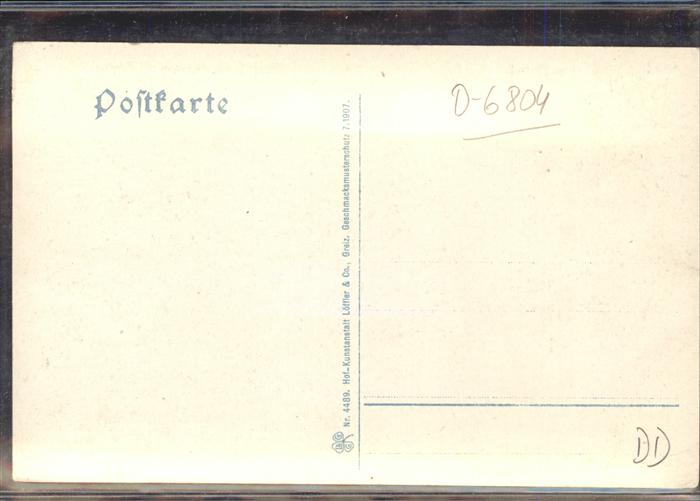 Postkarte
D-6804
Nr. 4489. Hof-Kunstanstalt Löffler & Co., Greiz. Geschmacksmusterschutz 7.1907.
DD